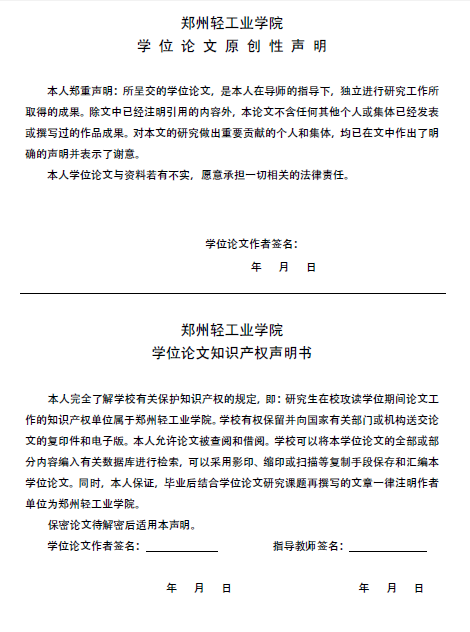 郑州轻工业学院
学位论文原创性声明
本人郑重声明：所呈交的学位论文，是本人在导师的指导下，独立进行研究工作所
取得的成果。除文中已经注明引用的内容外，本论文不含任何其他个人或集体已经发表
或撰写过的作品成果。对本文的研究做出重要贡献的个人和集体，均已在文中作出了明
确的声明并表示了谢意。
本人学位论文与资料若有不实，愿意承担一切相关的法律责任。
学位论文作者签名：
年 月 日
郑州轻工业学院
学位论文知识产权声明书
本人完全了解学校有关保护知识产权的规定，即：研究生在校攻读学位期间论文工
作的知识产权单位属于郑州轻工业学院。学校有权保留并向国家有关部门或机构送交论
文的复印件和电子版。本人允许论文被查阅和借阅。学校可以将本学位论文的全部或部
分内容编入有关数据库进行检索，可以采用影印、缩印或扫描等复制手段保存和汇编本
学位论文。同时，本人保证，毕业后结合学位论文研究课题再撰写的文章一律注明作者
单位为郑州轻工业学院。
保密论文待解密后适用本声明。
学位论文作者签名： 指导教师签名：
年 月 日 年 月 日